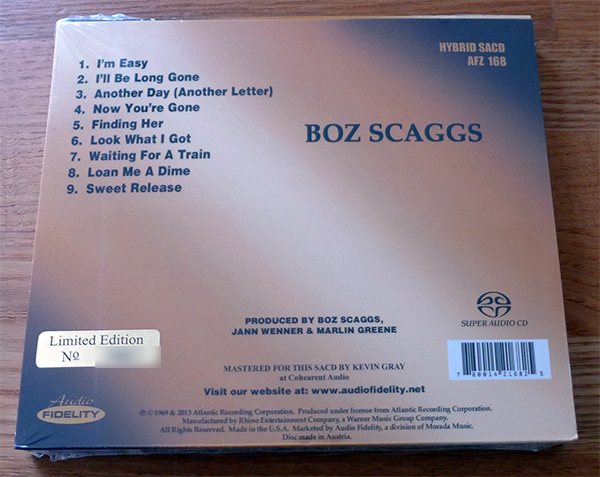 HYBRID SACD
AFZ 168
1. I'm Easy
2. I'll Be Long Gone
3. Another Day (Another Letter)
4. Now You're Gone
5. Finding Her
6. Look What I Got
7. Waiting For A Train
8. Loan Me A Dime
9. Sweet Release
BOZ SCAGGS
PRODUCED BY BOZ SCAGGS,
JANN WENNER & MARLIN GREENE
SUPER AUDIO CD
Limited Edition
Nº
MASTERED FOR THIS SACD BY KEVIN GRAY
at Cohearent Audio
Visit our website at: www.audiofidelity.net
7 80014 21682 5
Audio
FIDELITY
℗ © 1969 & 2013 Atlantic Recording Corporation. Produced under license from Atlantic Recording Corporation.
Manufactured by Rhino Entertainment Company, a Warner Music Group Company.
All Rights Reserved. Made in the U.S.A. Marketed by Audio Fidelity, a division of Morada Music.
Disc made in Austria.